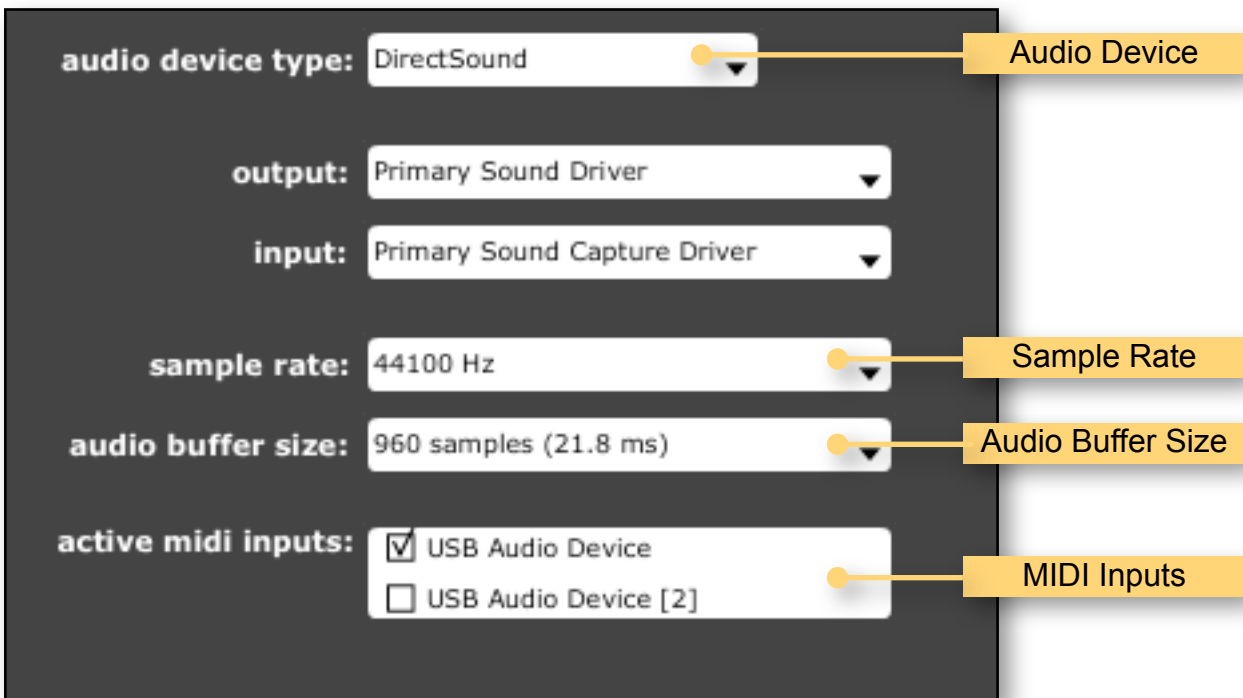 audio device type: DirectSound Audio Device
output: Primary Sound Driver
input: Primary Sound Capture Driver
sample rate: 44100 Hz Sample Rate
audio buffer size: 960 samples (21.8 ms) Audio Buffer Size
active midi inputs: USB Audio Device
USB Audio Device [2]
MIDI Inputs